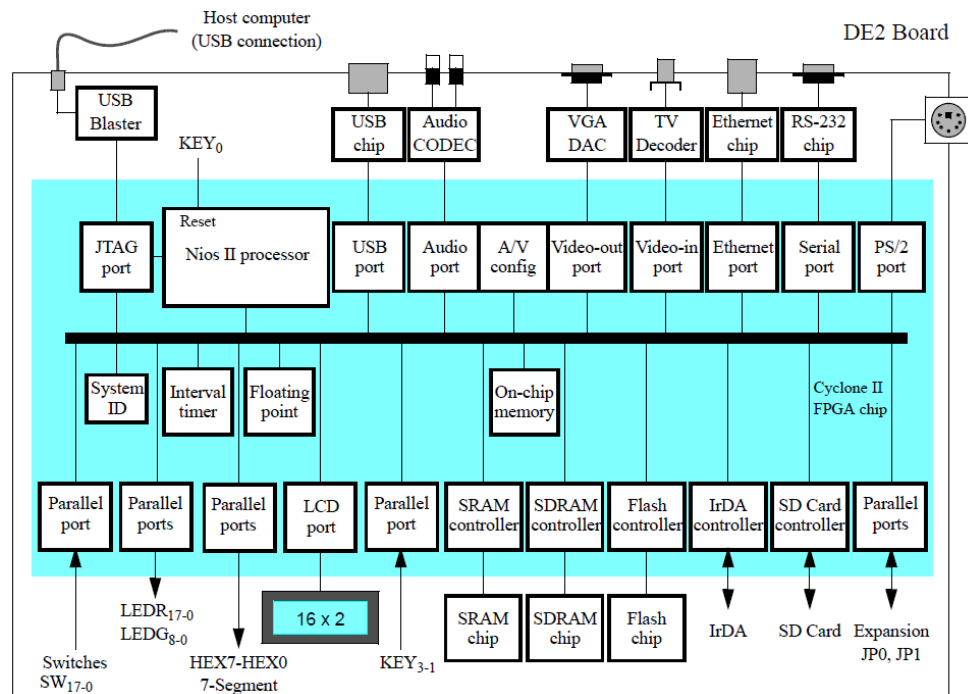 Host computer
(USB connection)
DE2 Board
USB
Blaster
KEY0
USB
chip
Audio
CODEC
VGA
DAC
TV
Decoder
Ethernet
chip
RS-232
chip
JTAG
port
Reset
Nios II processor
USB
port
Audio
port
A/V
config
Video-out
port
Video-in
port
Ethernet
port
Serial
port
PS/2
port
System
ID
Interval
timer
Floating
point
On-chip
memory
Cyclone II
FPGA chip
Parallel
port
Parallel
ports
Parallel
ports
LCD
port
Parallel
port
SRAM
controller
SDRAM
controller
Flash
controller
IrDA
controller
SD Card
controller
Parallel
ports
Switches
SW17-0
LEDR17-0
LEDG8-0
HEX7-HEX0
7-Segment
16 x 2
KEY3-1
SRAM
chip
SDRAM
chip
Flash
chip
IrDA
SD Card
Expansion
JP0, JP1